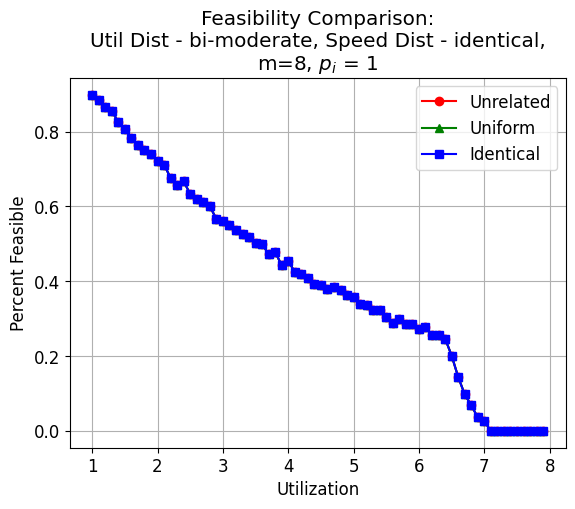 Feasibility Comparison:
Util Dist - bi-moderate, Speed Dist - identical,
m=8, pᵢ = 1
Unrelated
Uniform
Identical
Percent Feasible
0.8
0.6
0.4
0.2
0.0
1 2 3 4 5 6 7 8
Utilization